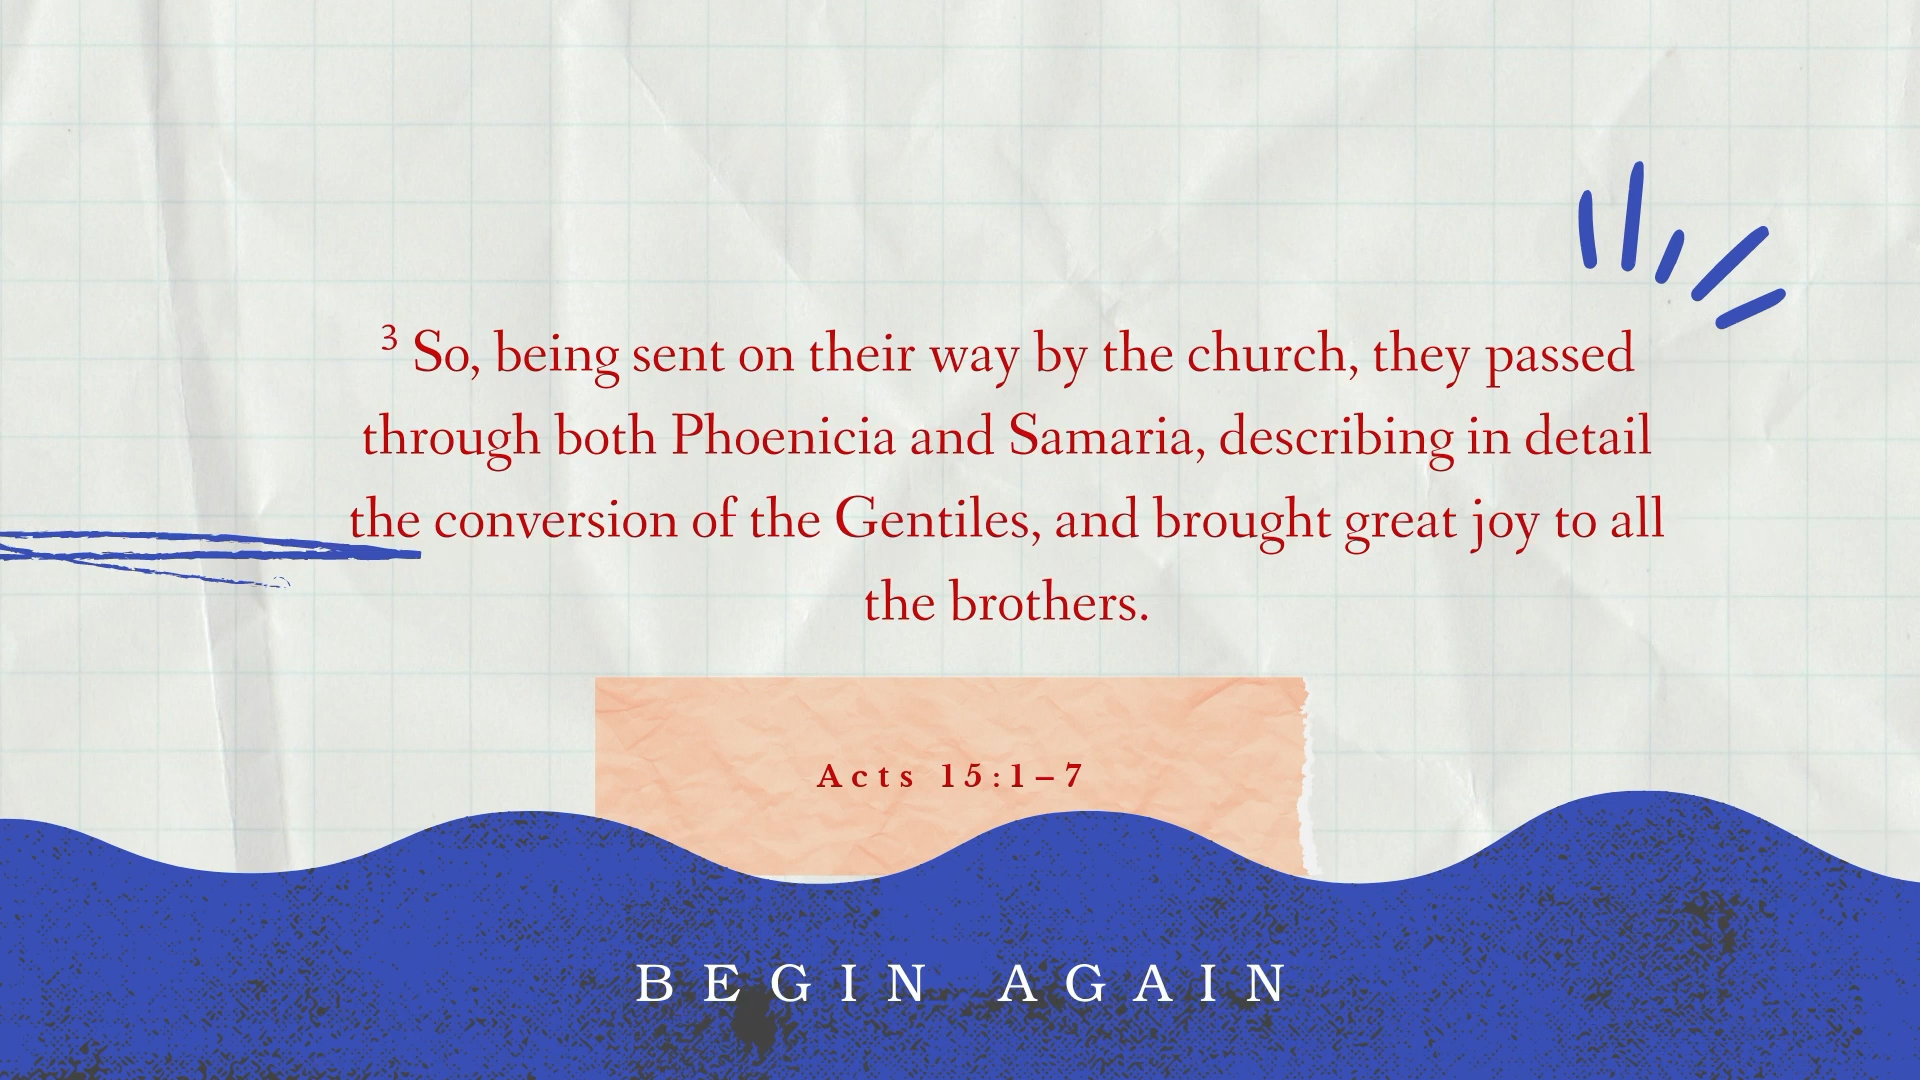 ³ So, being sent on their way by the church, they passed
through both Phoenicia and Samaria, describing in detail
the conversion of the Gentiles, and brought great joy to all
the brothers.
Acts 15:1–7
BEGIN AGAIN